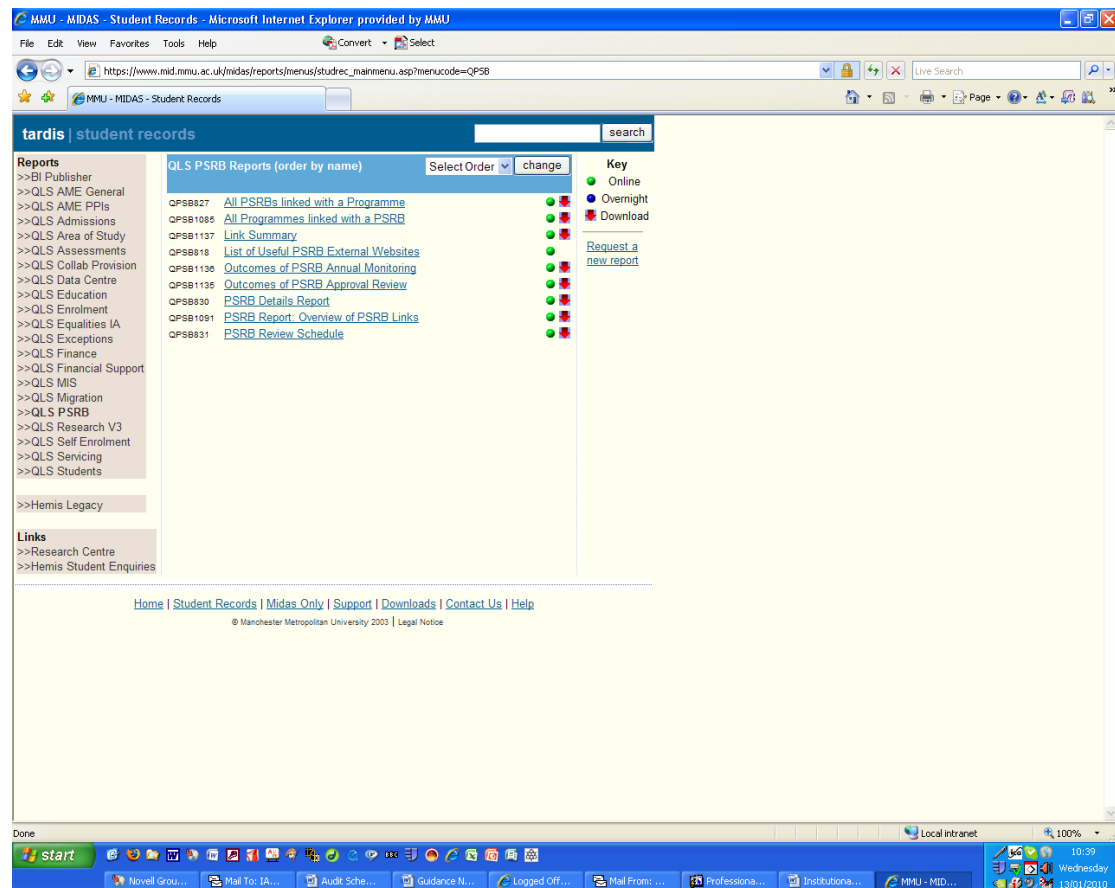 MMU - MIDAS - Student Records - Microsoft Internet Explorer provided by MMU
File Edit View Favorites Tools Help Convert Select
https://www.mid.mmu.ac.uk/midas/reports/menus/studrec_mainmenu.asp?menucode=QPSB Live Search
MMU - MIDAS - Student Records Page
tardis | student records search
Reports
>>BI Publisher
>>QLS AME General
>>QLS AME PPIs
>>QLS Admissions
>>QLS Area of Study
>>QLS Assessments
>>QLS Collab Provision
>>QLS Data Centre
>>QLS Education
>>QLS Enrolment
>>QLS Equalities IA
>>QLS Exceptions
>>QLS Finance
>>QLS Financial Support
>>QLS MIS
>>QLS Migration
>>QLS PSRB
>>QLS Research V3
>>QLS Self Enrolment
>>QLS Servicing
>>QLS Students
>>Hemis Legacy
Links
>>Research Centre
>>Hemis Student Enquiries
QLS PSRB Reports (order by name) Select Order change
QPSB827 All PSRBs linked with a Programme
QPSB1085 All Programmes linked with a PSRB
QPSB1137 Link Summary
QPSB818 List of Useful PSRB External Websites
QPSB1136 Outcomes of PSRB Annual Monitoring
QPSB1135 Outcomes of PSRB Approval Review
QPSB830 PSRB Details Report
QPSB1091 PSRB Report: Overview of PSRB Links
QPSB831 PSRB Review Schedule
Key
Online
Overnight
Download
Request a
new report
Home | Student Records | Midas Only | Support | Downloads | Contact Us | Help
© Manchester Metropolitan University 2003 | Legal Notice
Done Local intranet 100%
start 10:39
Wednesday
Novell Grou... Mail To: IA... Audit Sche... Guidance N... Logged Off... Mail From: ... Professiona... Institutiona... MMU - MID... 13/01/2010